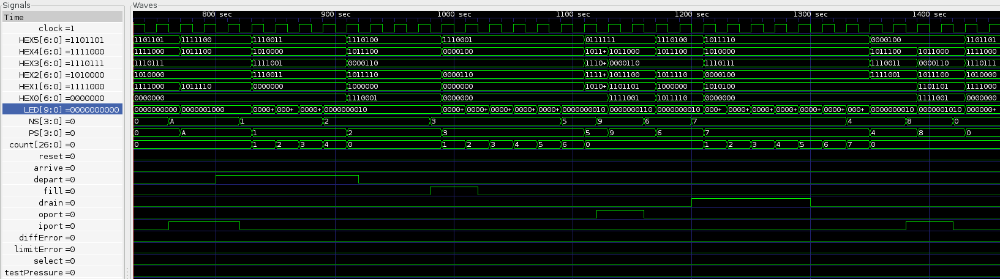 Signals Waves
Time 800 sec 900 sec 1000 sec 1100 sec 1200 sec 1300 sec 1400 sec
clock =1
HEX5[6:0] =1101101 1101101 1111100 1110011 1110100 1110001 0111111 1110100 1011110 0000100 1101101
HEX4[6:0] =1111000 1111000 1011100 1010000 1011100 0000100 1011+ 1011000 1011100 1010000 1011100 1011000 1111000
HEX3[6:0] =1110111 1110111 1111001 0000110 1110+ 0000110 1110111 1110011 0000110 1110111
HEX2[6:0] =1010000 1010000 1110011 1011110 0000110 1111+ 1011100 1011110 0000100 1111001 1011100 1010000
HEX1[6:0] =1111000 1111000 1011110 0000000 1000000 0000000 1010+ 1101101 1000000 1010100 1101101 1111000
HEX0[6:0] =0000000 0000000 1110001 0000000 1111001 1011110 0000000 1111001 0000000
LED[9:0] =0000000000 0000000000 0000001000 0000+ 000+ 0000+ 0000000010 0000+ 0000+ 0000+ 0000+ 0000+ 0000000010 0000000110 0000000010 000+ 0000+ 0000+ 0000+ 0000+ 0000+ 000+ 0000000010 0000001010 000000+
NS[3:0] =0 0 A 1 2 3 5 9 6 7 4 8 0
PS[3:0] =0 0 A 1 2 3 5 9 6 7 4 8 0
count[26:0] =0 0 1 2 3 4 0 1 2 3 4 5 6 0 1 2 3 4 5 6 7 0
reset =0
arrive =0
depart =0
fill =0
drain =0
oport =0
iport =0
diffError =0
limitError =0
select =0
testPressure =0